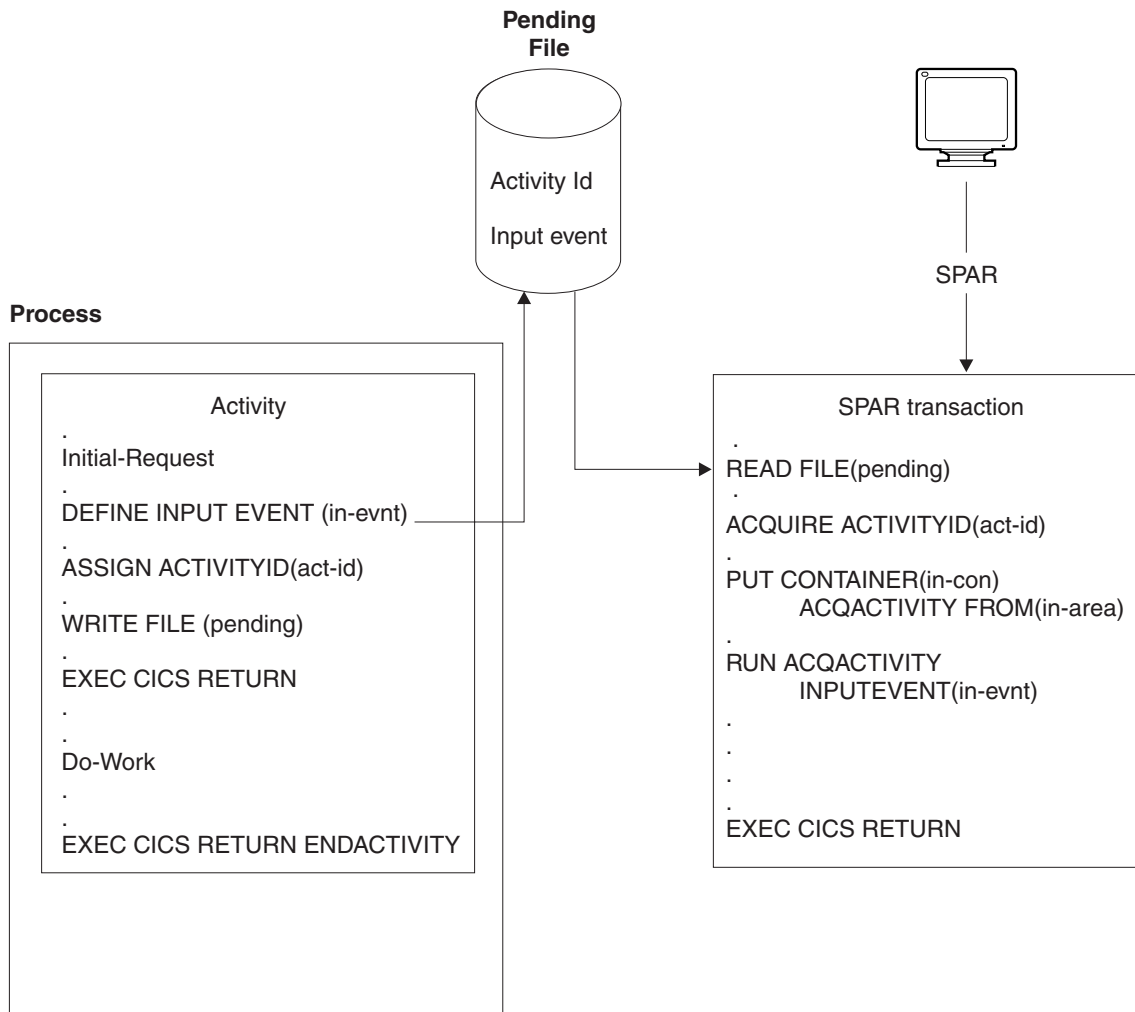 Pending
File
Activity Id
Input event
SPAR
Process
Activity
.
Initial-Request
.
DEFINE INPUT EVENT (in-evnt)
.
ASSIGN ACTIVITYID(act-id)
.
WRITE FILE (pending)
.
EXEC CICS RETURN
.
.
Do-Work
.
.
EXEC CICS RETURN ENDACTIVITY
SPAR transaction
.
READ FILE(pending)
.
ACQUIRE ACTIVITYID(act-id)
.
PUT CONTAINER(in-con)
ACQACTIVITY FROM(in-area)
.
RUN ACQACTIVITY
INPUTEVENT(in-evnt)
.
.
.
.
EXEC CICS RETURN